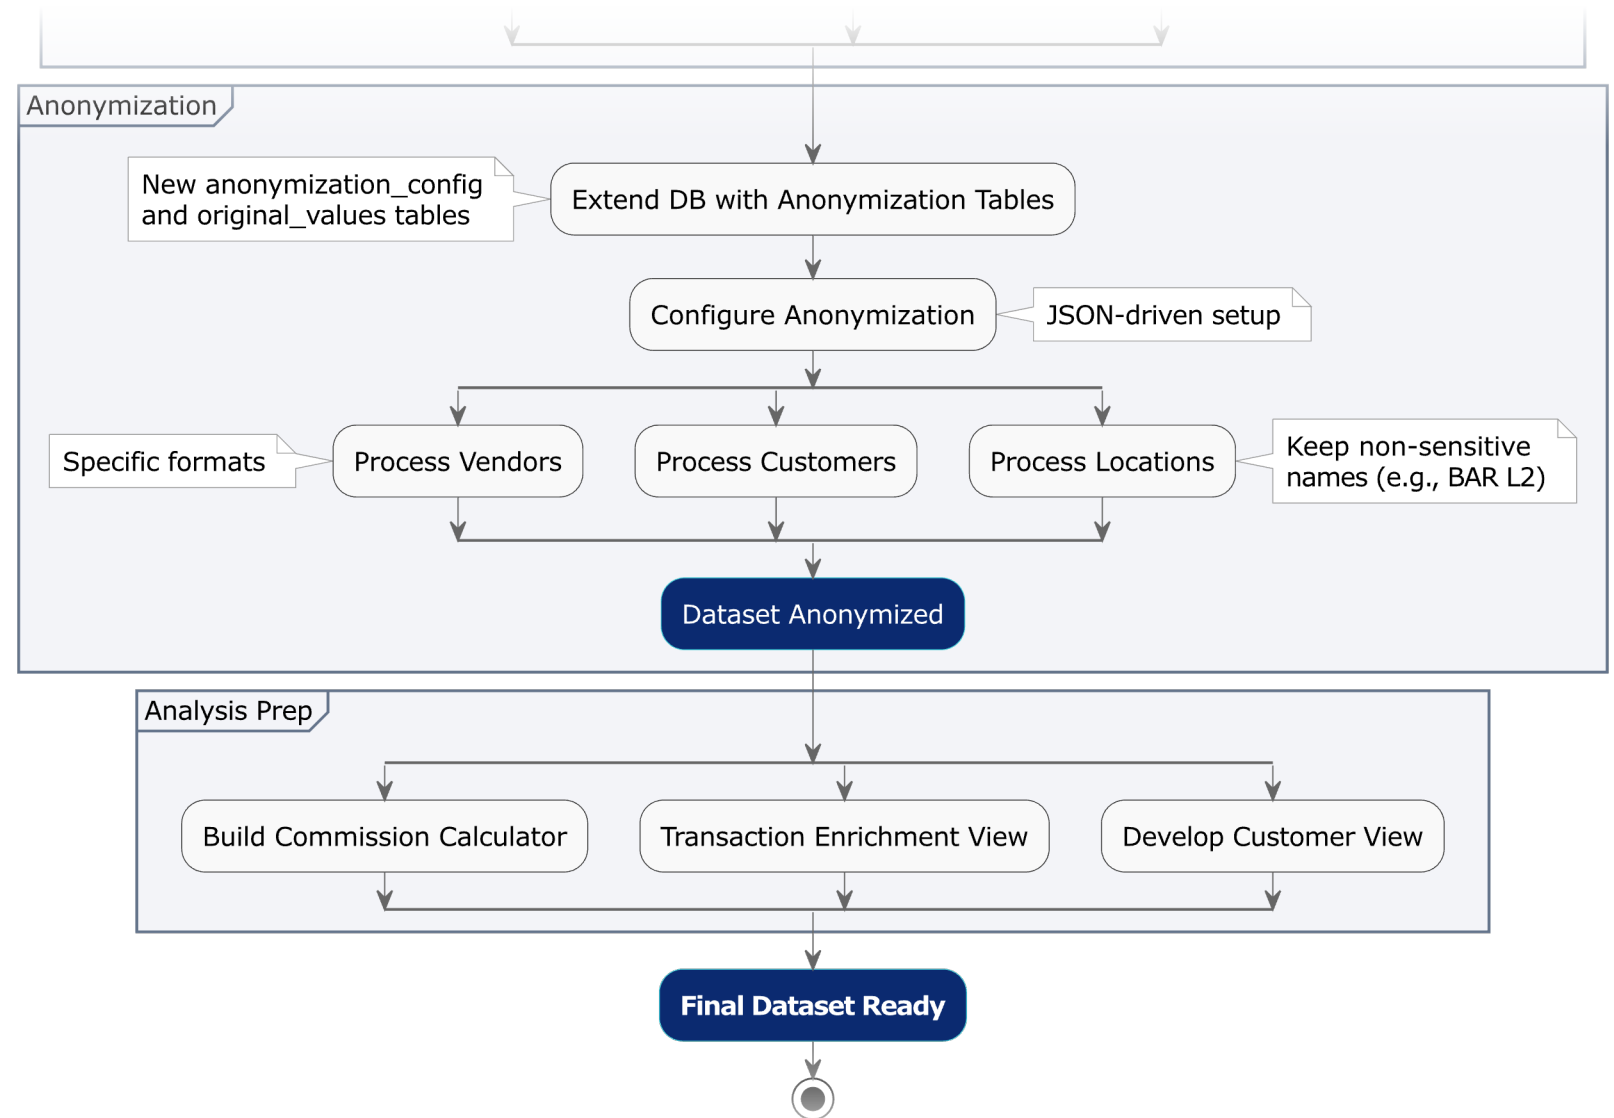 Anonymization
New anonymization_config
and original_values tables
Extend DB with Anonymization Tables
Configure Anonymization
JSON-driven setup
Specific formats
Process Vendors
Process Customers
Process Locations
Keep non-sensitive
names (e.g., BAR L2)
Dataset Anonymized
Analysis Prep
Build Commission Calculator
Transaction Enrichment View
Develop Customer View
Final Dataset Ready